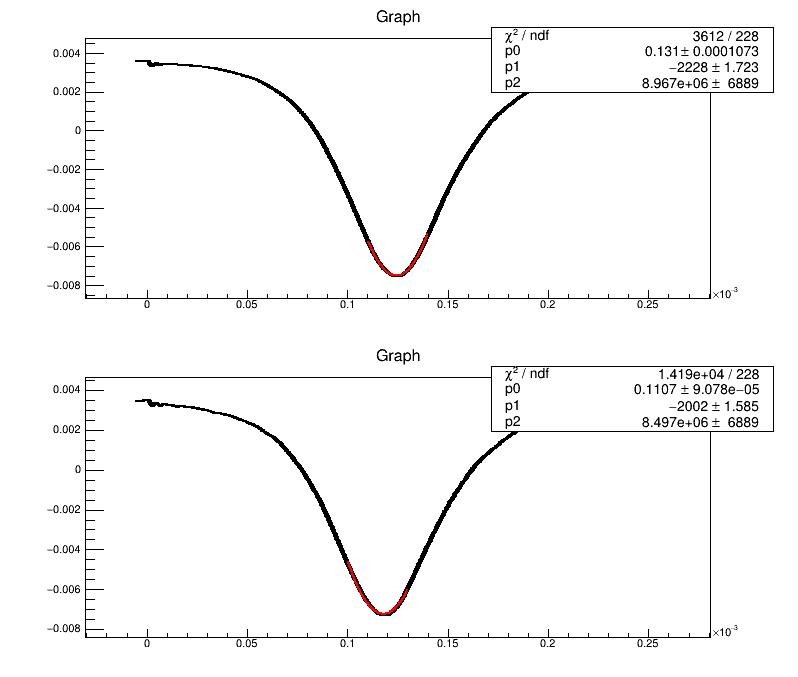 Graph
χ² / ndf 3612 / 228
p0 0.131± 0.0001073
p1 −2228 ± 1.723
p2 8.967e+06 ± 6889
0.004
0.002
0
−0.002
−0.004
−0.006
−0.008
0 0.05 0.1 0.15 0.2 0.25
×10⁻³
Graph
χ² / ndf 1.419e+04 / 228
p0 0.1107 ± 9.078e−05
p1 −2002 ± 1.585
p2 8.497e+06 ± 6889
0.004
0.002
0
−0.002
−0.004
−0.006
−0.008
0 0.05 0.1 0.15 0.2 0.25
×10⁻³